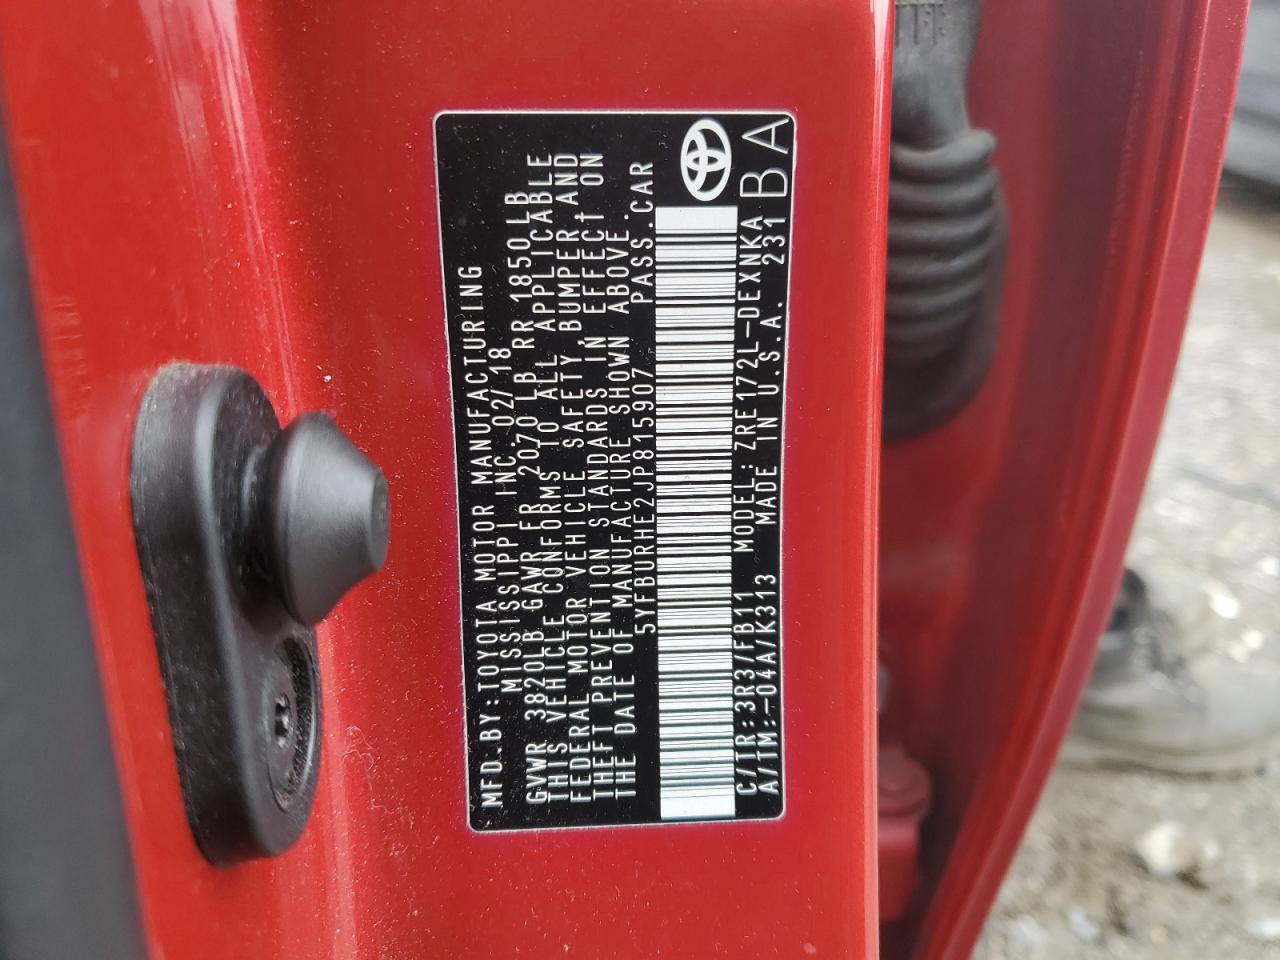 MFD.BY:TOYOTA MOTOR MANUFACTURING
MISSISSIPPI INC. 02/18
GVWR 3820LB GAWR FR 2070 LB RR 1850LB
THIS VEHICLE CONFORMS TO ALL APPLICABLE
FEDERAL MOTOR VEHICLE SAFETY,BUMPER,AND
THEFT PREVENTION STANDARDS IN EFFECT ON
THE DATE OF MANUFACTURE SHOWN ABOVE.
5YFBURHE2JP815907 PASS.CAR
C/TR:3R3/FB11 MODEL:ZRE172L-DEXNKA
A/TM:-04A/K313 MADE IN U.S.A. 231
BA